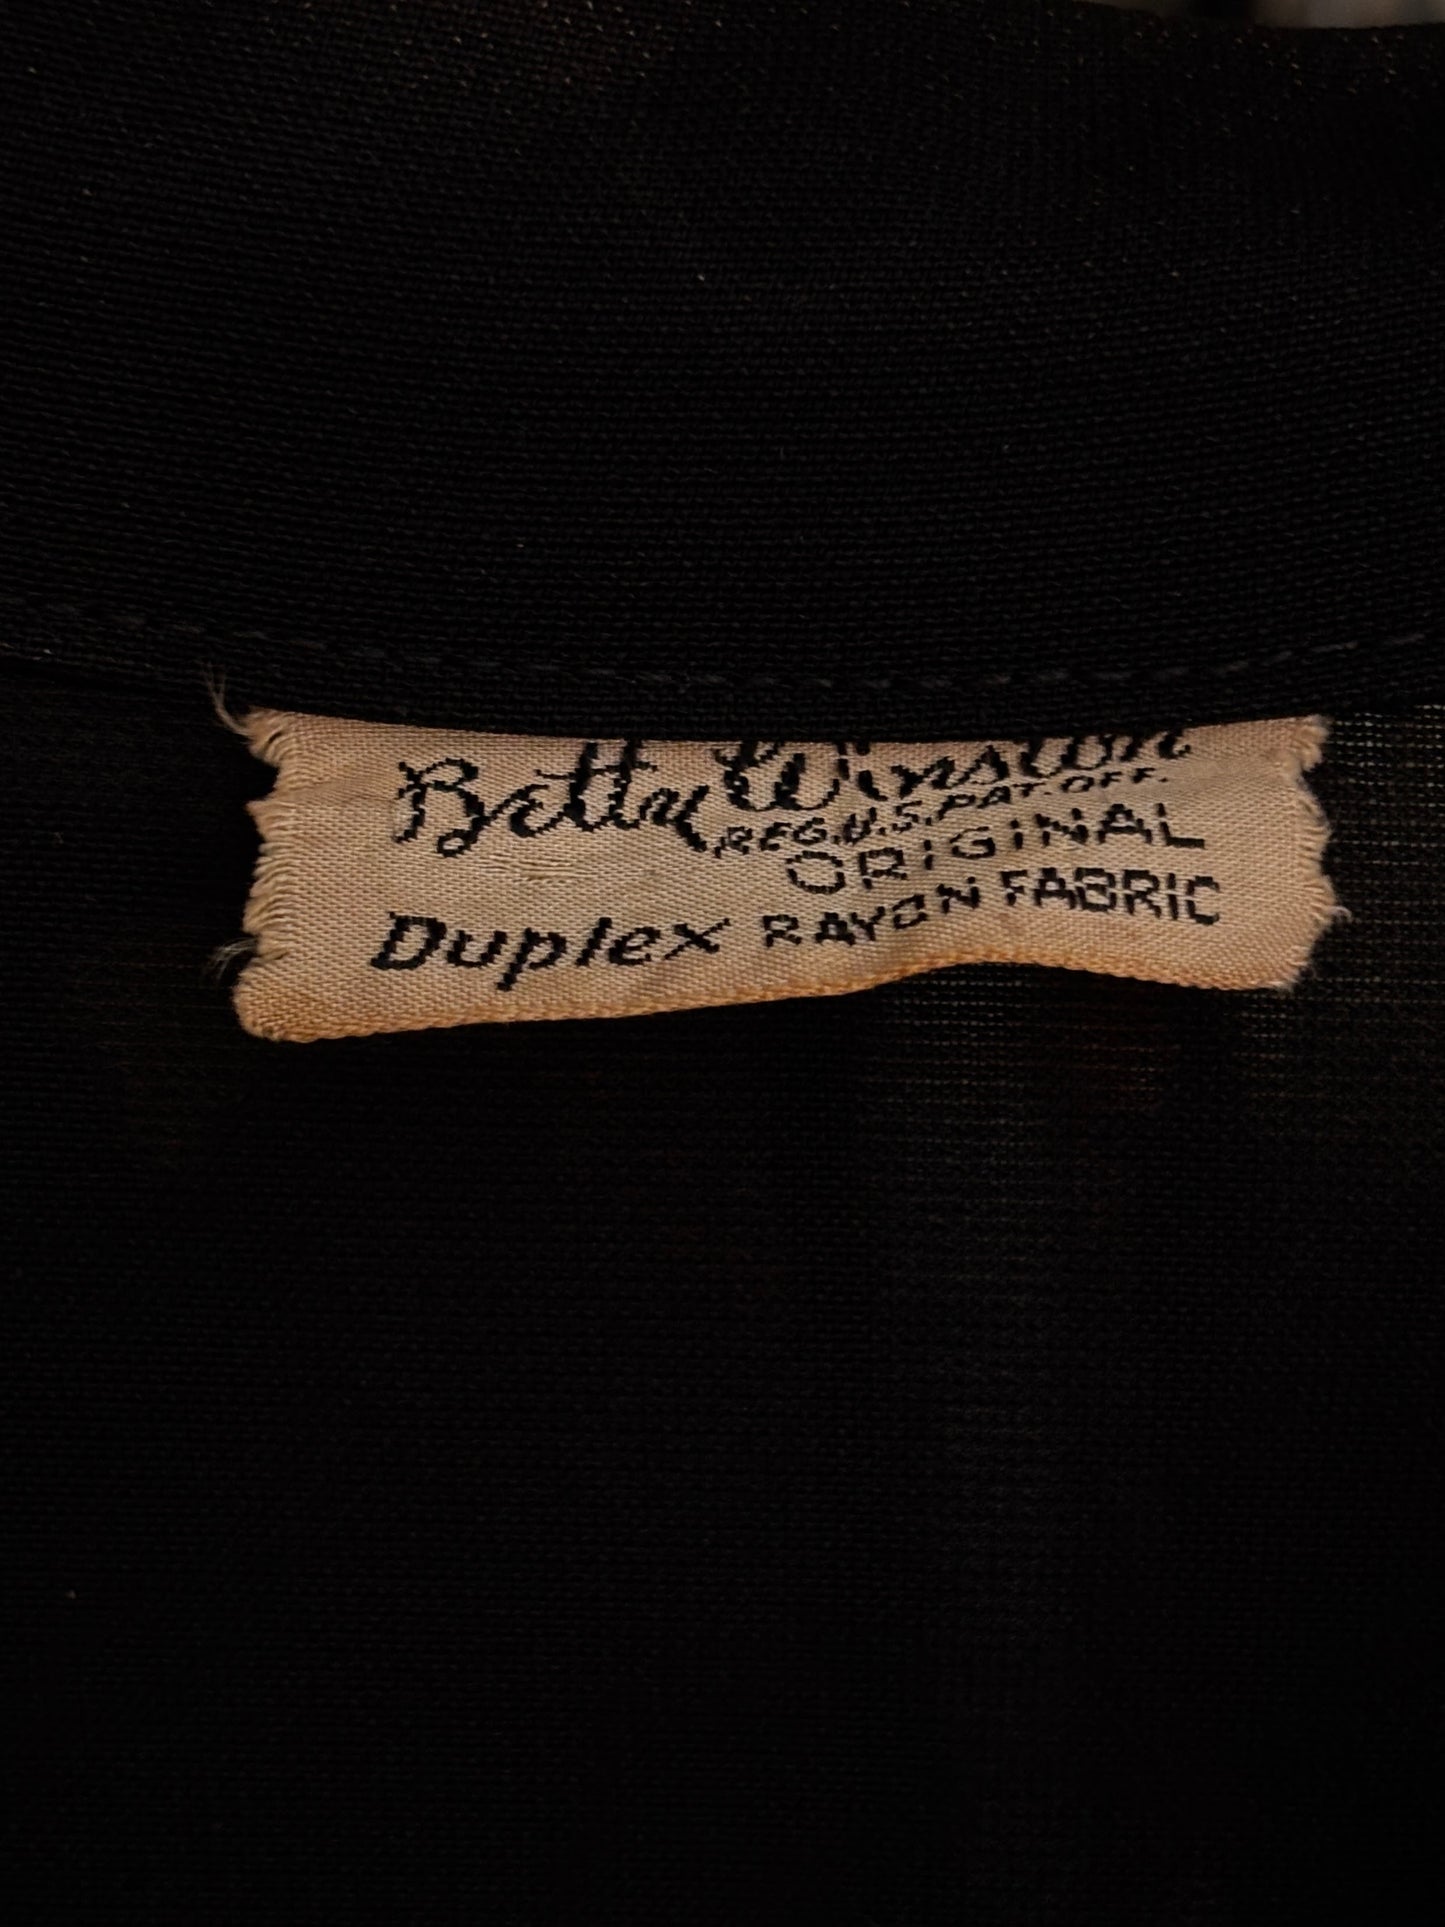 Betty Winston
REG.U.S.PAT.OFF.
ORIGINAL
Duplex RAYON FABRIC